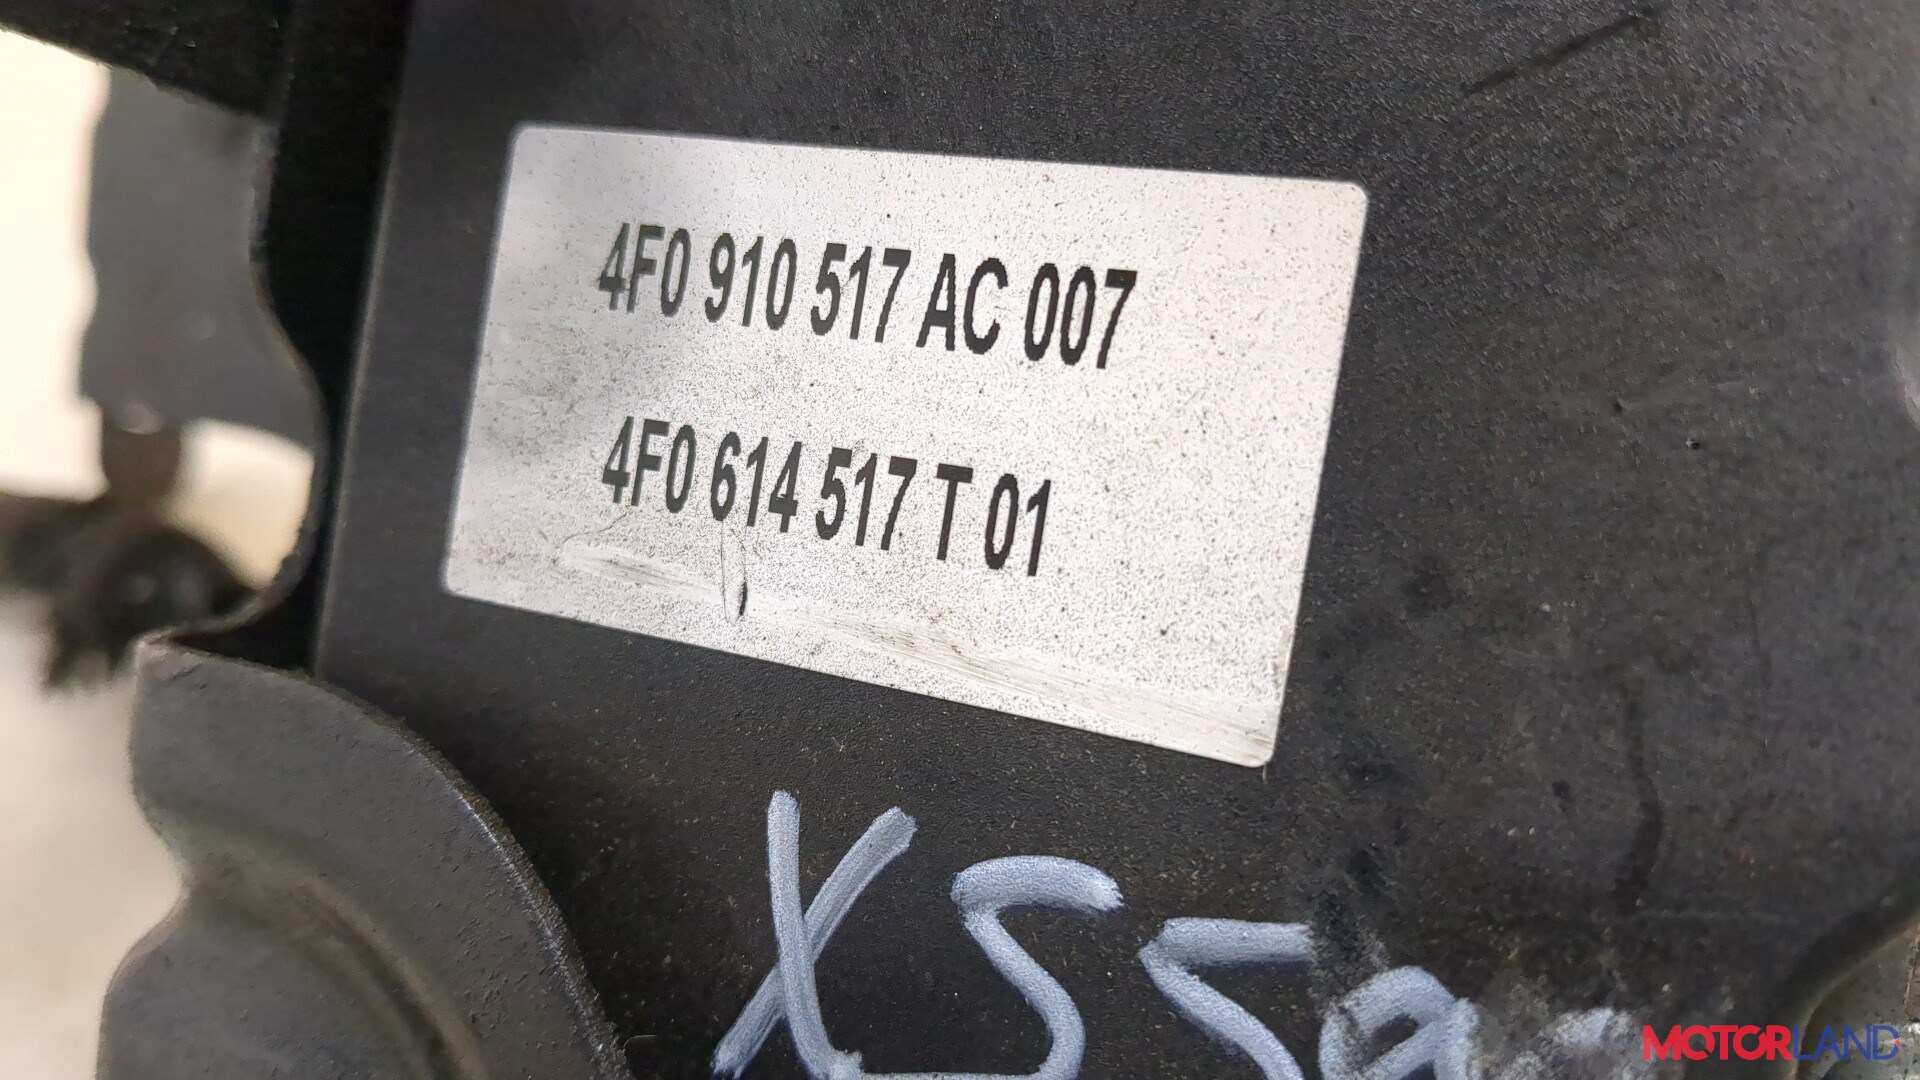 4F0 910 517 AC 007
4F0 614 517 T 01
MOTORLAND